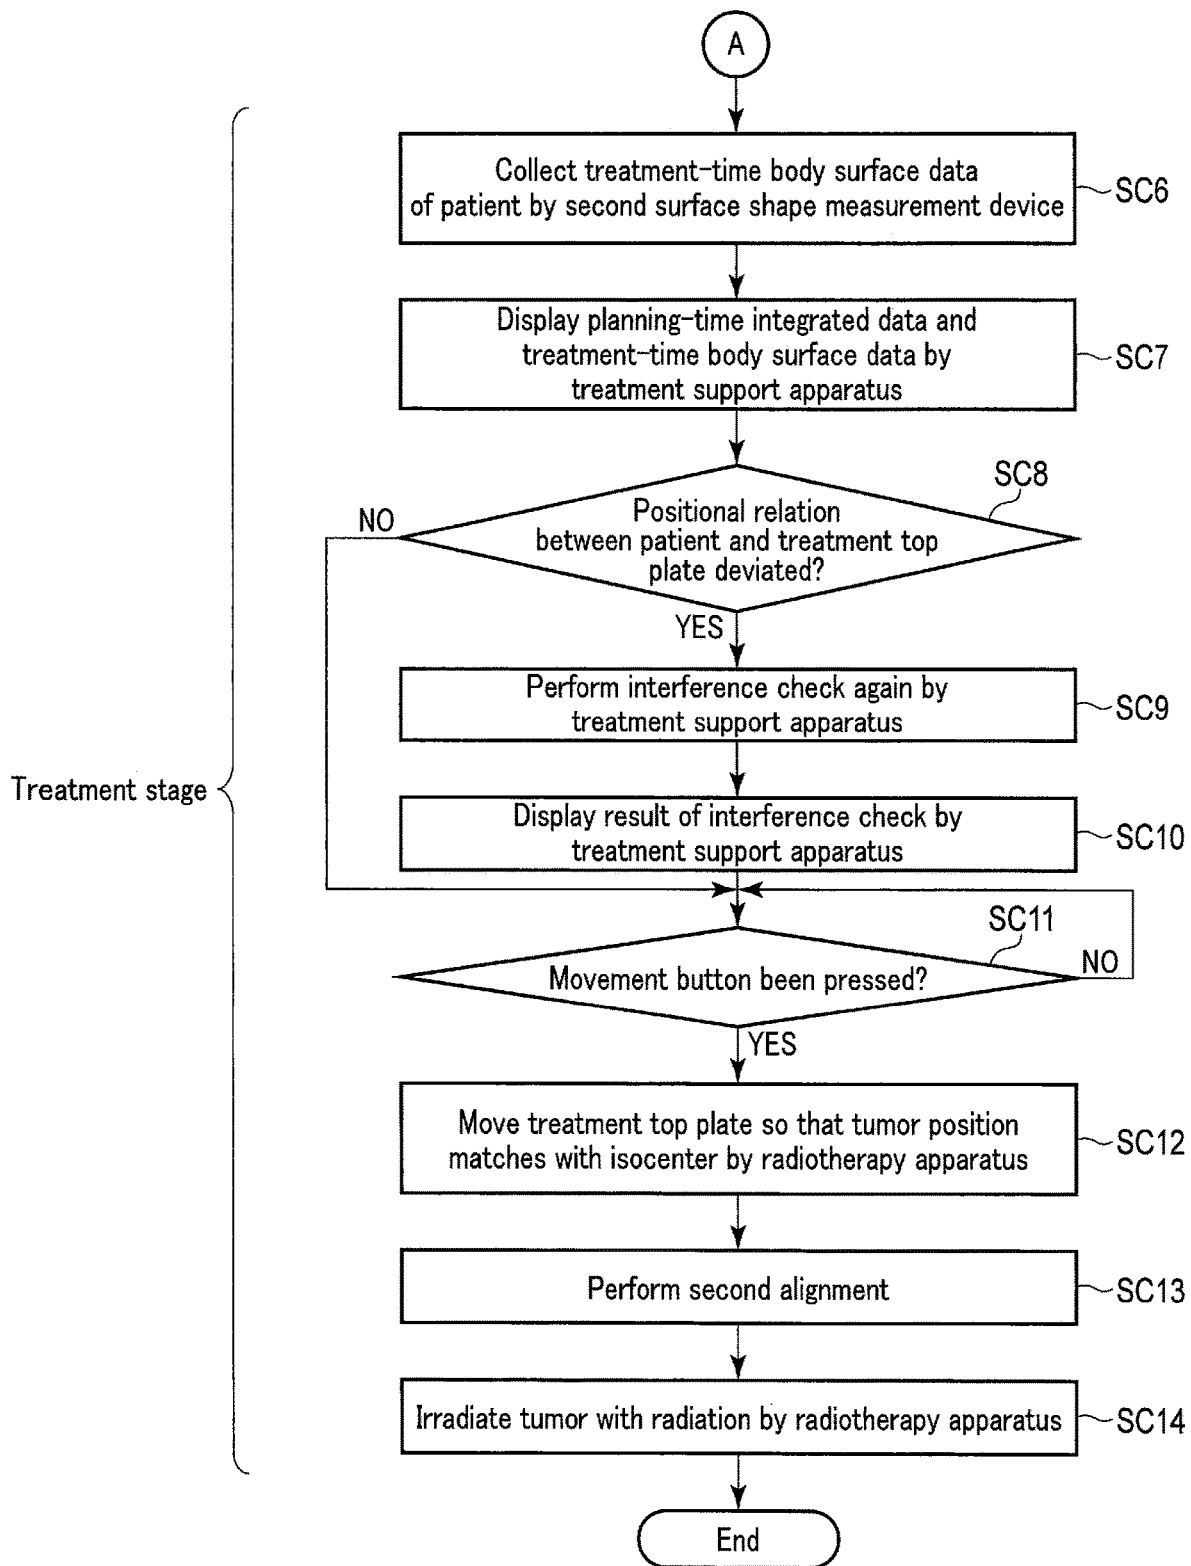 A
Collect treatment-time body surface data
of patient by second surface shape measurement device
SC6
Display planning-time integrated data and
treatment-time body surface data by
treatment support apparatus
SC7
SC8
NO
Positional relation
between patient and treatment top
plate deviated?
YES
Perform interference check again by
treatment support apparatus
SC9
Treatment stage
Display result of interference check by
treatment support apparatus
SC10
SC11
Movement button been pressed?
NO
YES
Move treatment top plate so that tumor position
matches with isocenter by radiotherapy apparatus
SC12
Perform second alignment
SC13
Irradiate tumor with radiation by radiotherapy apparatus
SC14
End